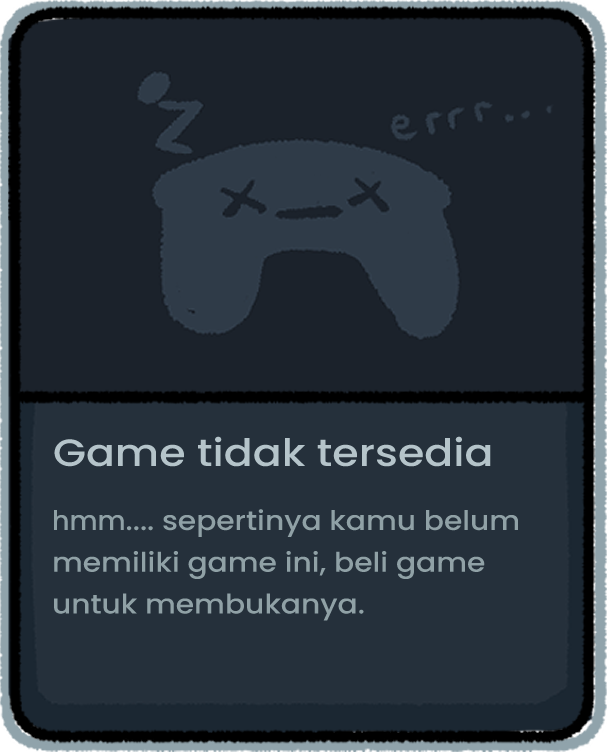 errr...
Game tidak tersedia
hmm.... sepertinya kamu belum
memiliki game ini, beli game
untuk membukanya.